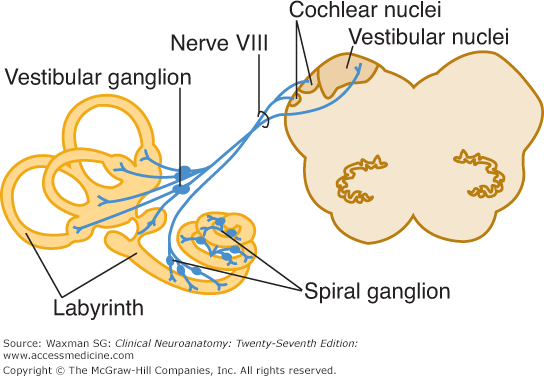 Cochlear nuclei
Nerve VIII
Vestibular nuclei
Vestibular ganglion
Spiral ganglion
Labyrinth
Source: Waxman SG: Clinical Neuroanatomy: Twenty-Seventh Edition:
www.accessmedicine.com
Copyright © The McGraw-Hill Companies, Inc. All rights reserved.